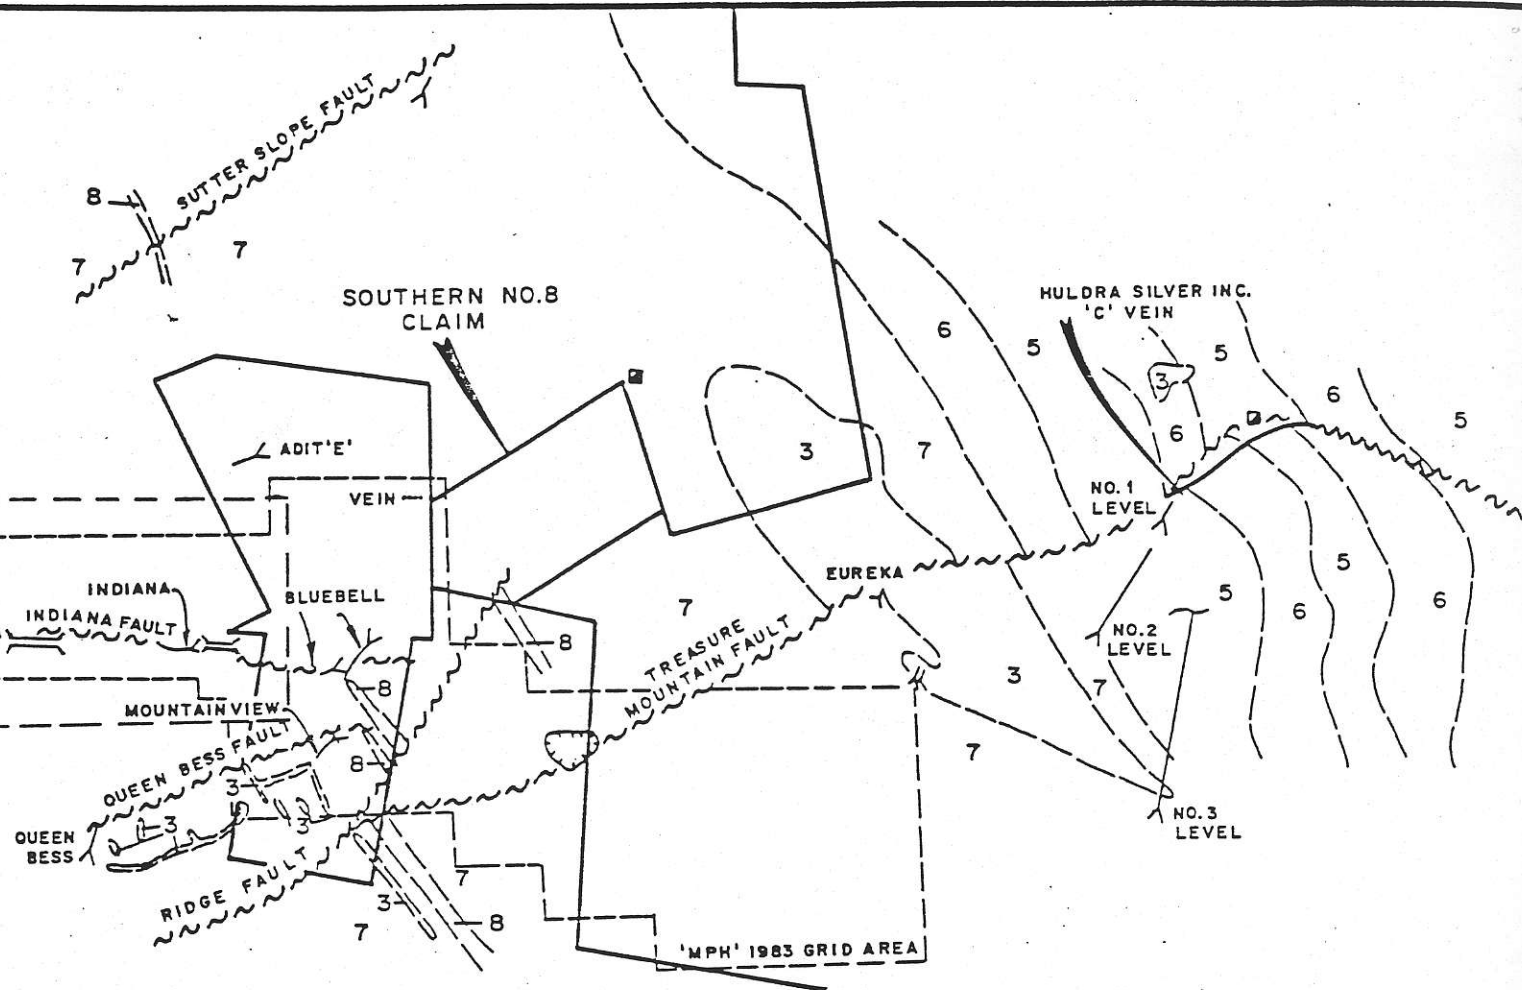 SUTTER SLOPE FAULT
8
7
7
SOUTHERN NO.8
CLAIM
HULDRA SILVER INC.
'C' VEIN
6
5
5
3
6
6
5
3
7
ADIT'E'
VEIN
NO. 1
LEVEL
INDIANA
INDIANA FAULT
BLUEBELL
EUREKA
7
8
TREASURE
MOUNTAIN FAULT
5
5
6
6
NO.2
LEVEL
3
7
8
MOUNTAIN VIEW
QUEEN BESS FAULT
8
3
7
3
3
QUEEN
BESS
NO.3
LEVEL
RIDGE FAULT
7
3
8
7
'MPH' 1983 GRID AREA